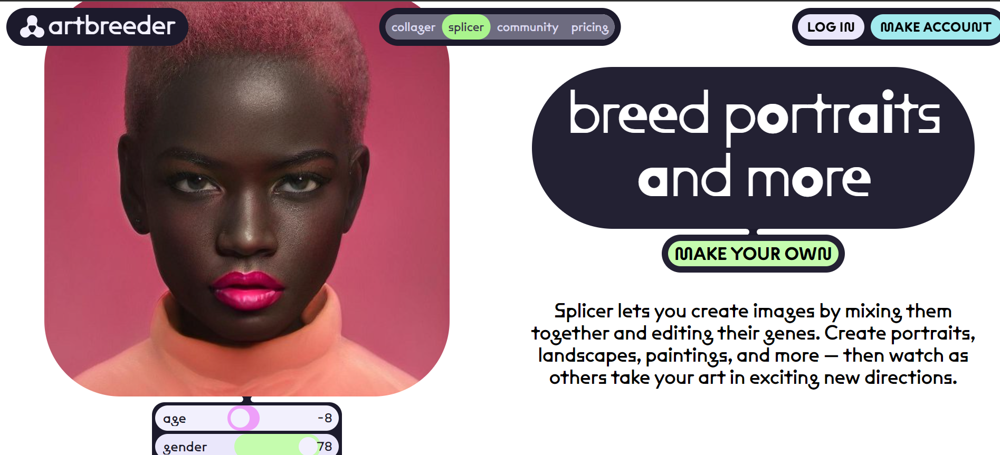 artbreeder
collager splicer community pricing
LOG IN MAKE ACCOUNT
breed portraits
and more
MAKE YOUR OWN
Splicer lets you create images by mixing them
together and editing their genes. Create portraits,
landscapes, paintings, and more — then watch as
others take your art in exciting new directions.
age -8
gender 78